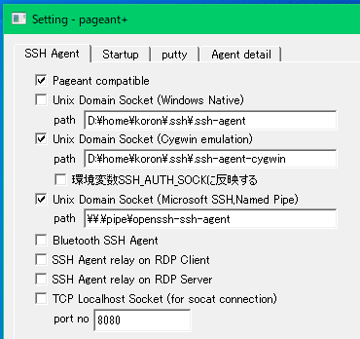 Setting - pageant+
SSH Agent Startup putty Agent detail
Pageant compatible
Unix Domain Socket (Windows Native)
path D:¥home¥koron¥.ssh¥.ssh-agent
Unix Domain Socket (Cygwin emulation)
path D:¥home¥koron¥.ssh¥.ssh-agent-cygwin
環境変数SSH_AUTH_SOCKに反映する
Unix Domain Socket (Microsoft SSH,Named Pipe)
path ¥¥.¥pipe¥openssh-ssh-agent
Bluetooth SSH Agent
SSH Agent relay on RDP Client
SSH Agent relay on RDP Server
TCP Localhost Socket (for socat connection)
port no 8080